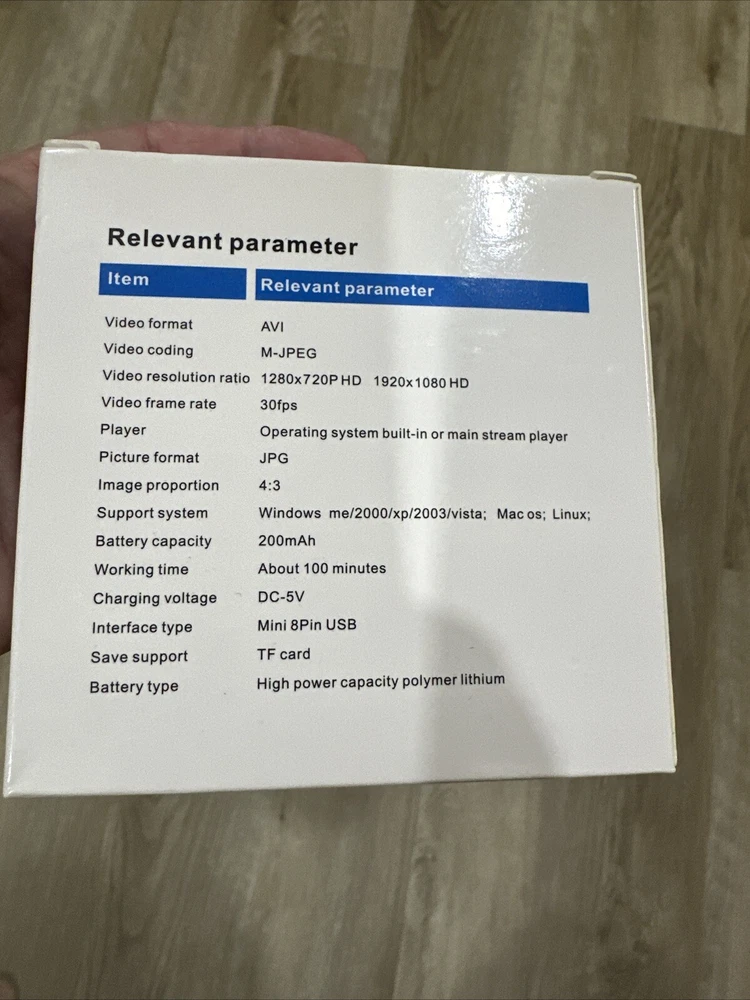 Relevant parameter
Item Relevant parameter
Video format AVI
Video coding M-JPEG
Video resolution ratio 1280x720P HD 1920x1080 HD
Video frame rate 30fps
Player Operating system built-in or main stream player
Picture format JPG
Image proportion 4:3
Support system Windows me/2000/xp/2003/vista; Mac os; Linux;
Battery capacity 200mAh
Working time About 100 minutes
Charging voltage DC-5V
Interface type Mini 8Pin USB
Save support TF card
Battery type High power capacity polymer lithium